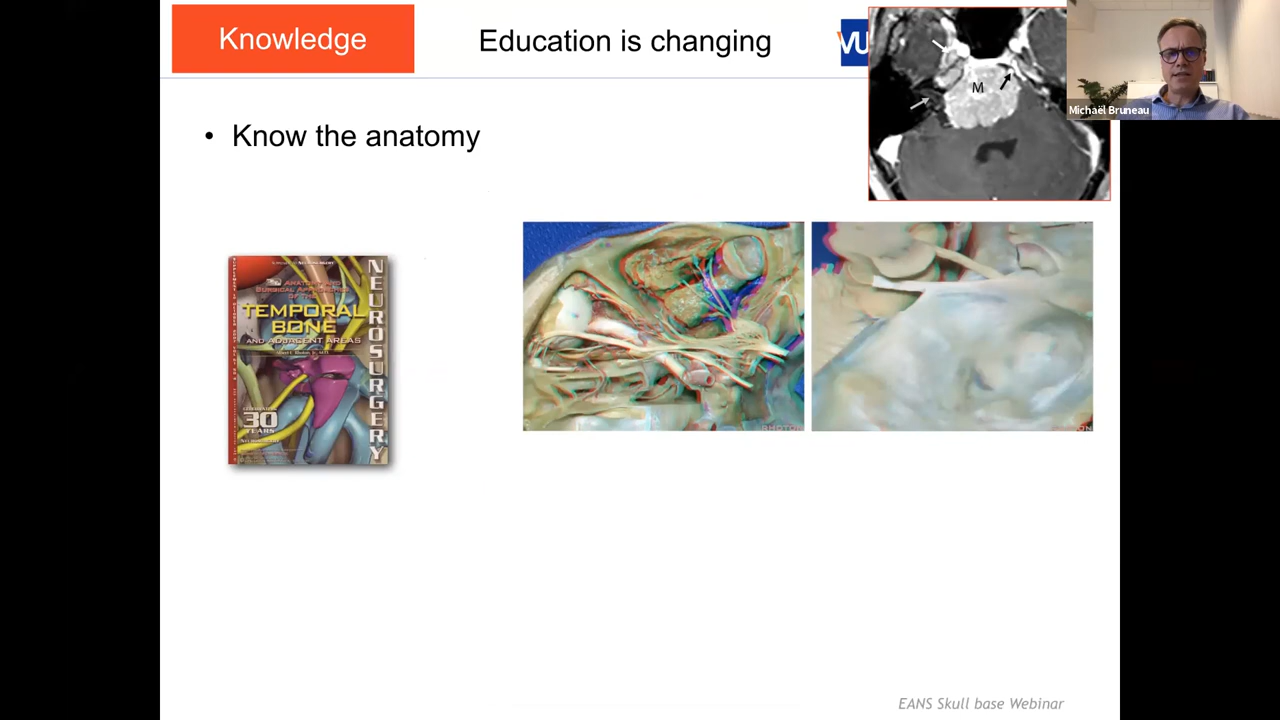 Knowledge
Education is changing
VU
M
Michaël Bruneau
• Know the anatomy
TEMPORAL
BONE
AND ADJACENT AREAS
NEUROSURGERY
30
YEARS
RHOTON
EANS Skull base Webinar